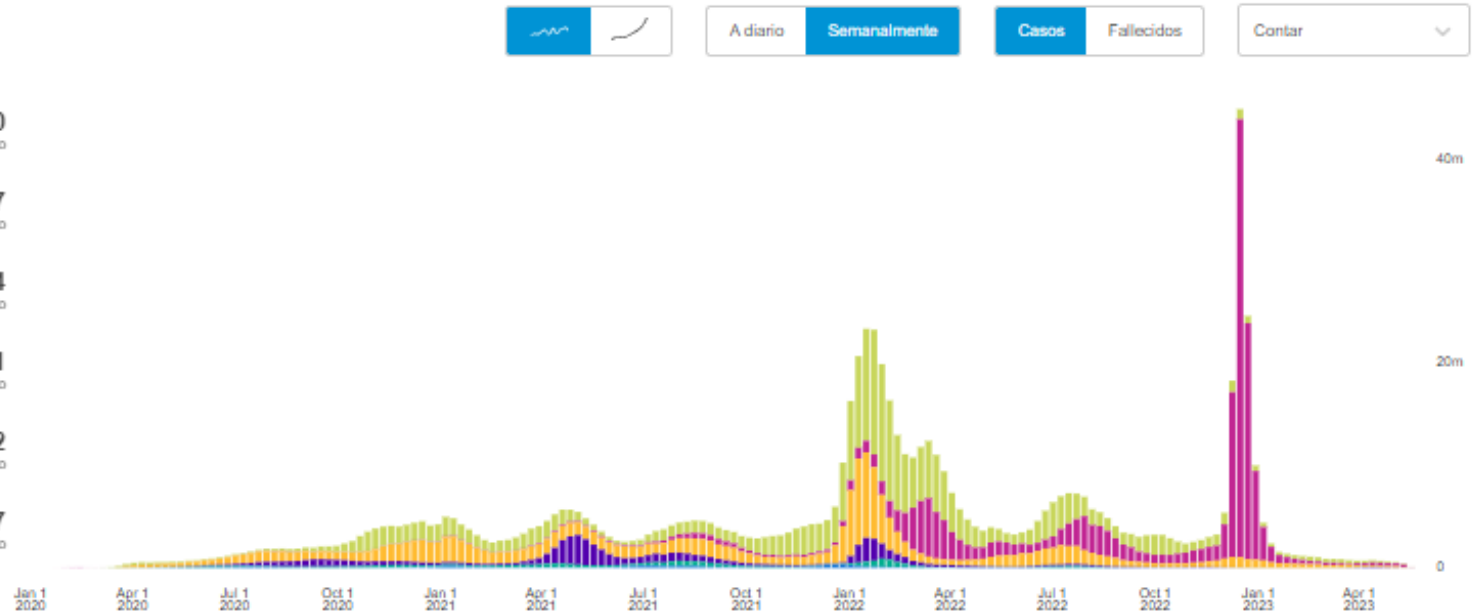 A diario
Semanalmente
Casos
Fallecidos
Contar
40m
20m
0
Jan 1 2020
Apr 1 2020
Jul 1 2020
Oct 1 2020
Jan 1 2021
Apr 1 2021
Jul 1 2021
Oct 1 2021
Jan 1 2022
Apr 1 2022
Jul 1 2022
Oct 1 2022
Jan 1 2023
Apr 1 2023